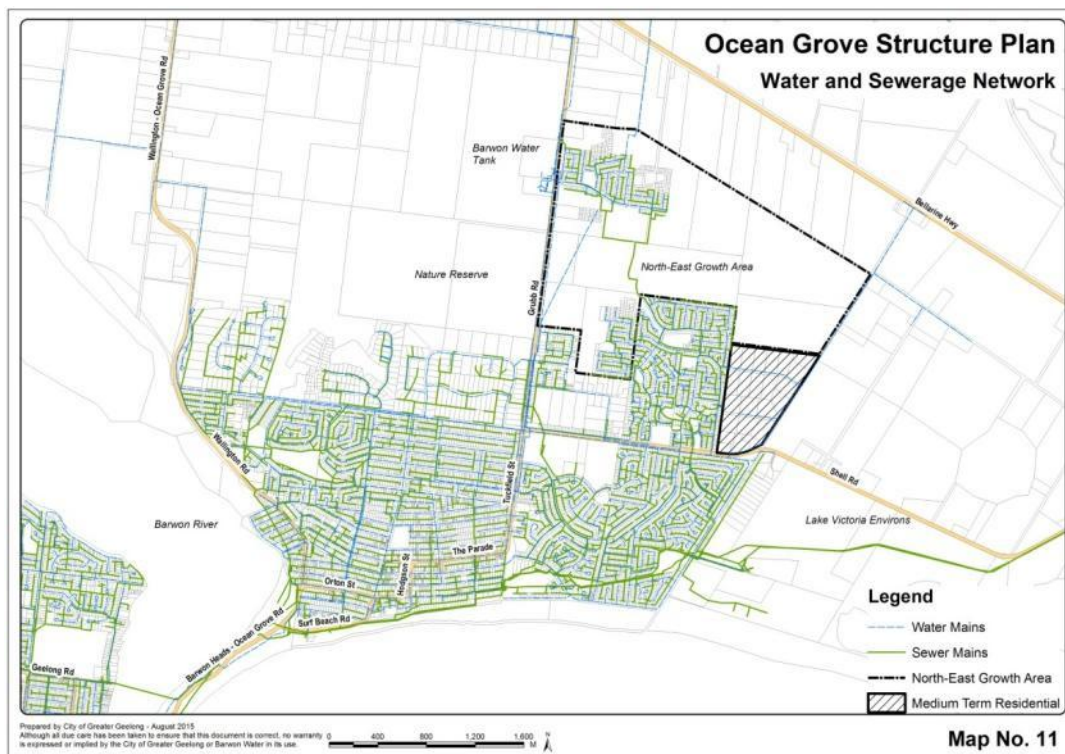 Ocean Grove Structure Plan
Water and Sewerage Network
Wallington - Ocean Grove Rd
Barwon Water
Tank
Bellarine Hwy
Nature Reserve
Grubb Rd
North-East Growth Area
Wallington Rd
Tuckfield St
Shell Rd
Barwon River
Lake Victoria Environs
The Parade
Hodgson St
Orton St
Surf Beach Rd
Barwon Heads - Ocean Grove Rd
Geelong Rd
Legend
Water Mains
Sewer Mains
North-East Growth Area
Medium Term Residential
Prepared by City of Greater Geelong - August 2015
Although all due care has been taken to ensure that this document is correct, no warranty
is expressed or implied by the City of Greater Geelong or Barwon Water in its use.
0 400 800 1,200 1,600
M
N
Map No. 11